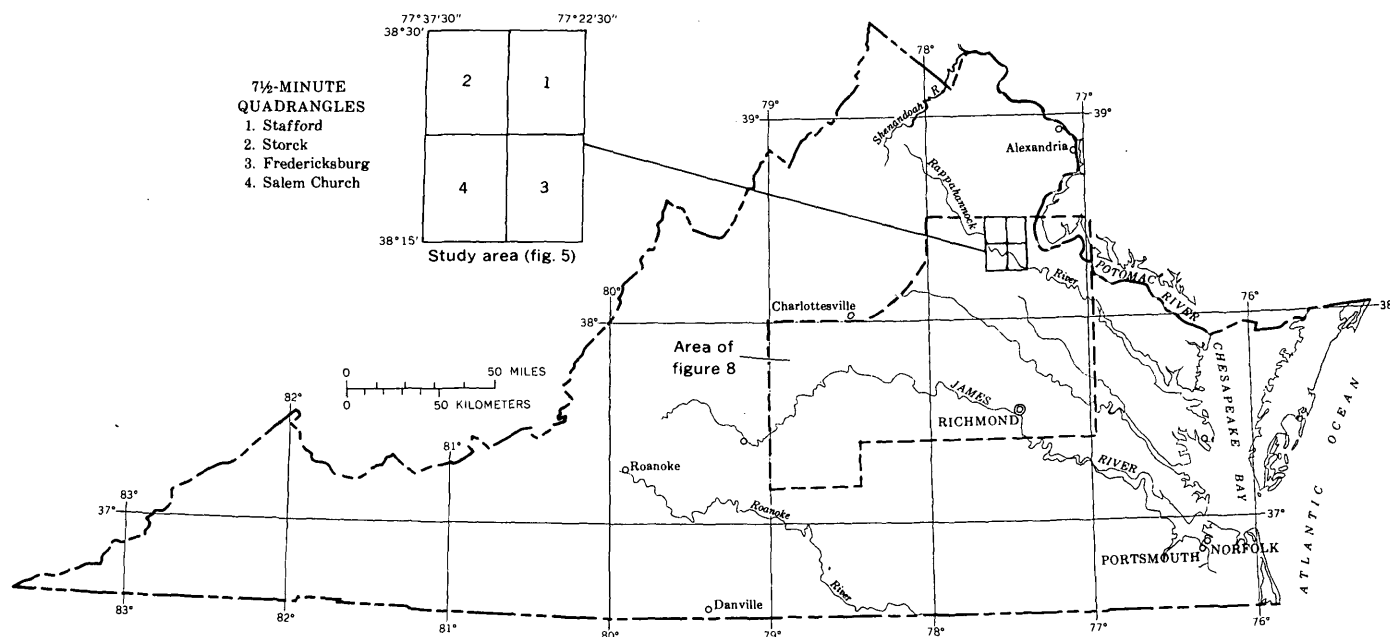 77°37'30"
77°22'30"
38°30'
2
1
4
3
38°15'
Study area (fig. 5)
7½-MINUTE
QUADRANGLES
1. Stafford
2. Storck
3. Fredericksburg
4. Salem Church
78°
79°
39°
77°
39°
Shenandoah R
Alexandria
Rappahannock
River
POTOMAC
RIVER
80°
38°
Charlottesville
76°
38
Area of
figure 8
0 50 MILES
0 50 KILOMETERS
CHESAPEAKE
BAY
ATLANTIC OCEAN
JAMES
RIVER
RICHMOND
82°
81°
Roanoke
Roanoke
River
83°
37°
37°
PORTSMOUTH
NORFOLK
Danville
83°
82°
81°
80°
79°
78°
77°
76°